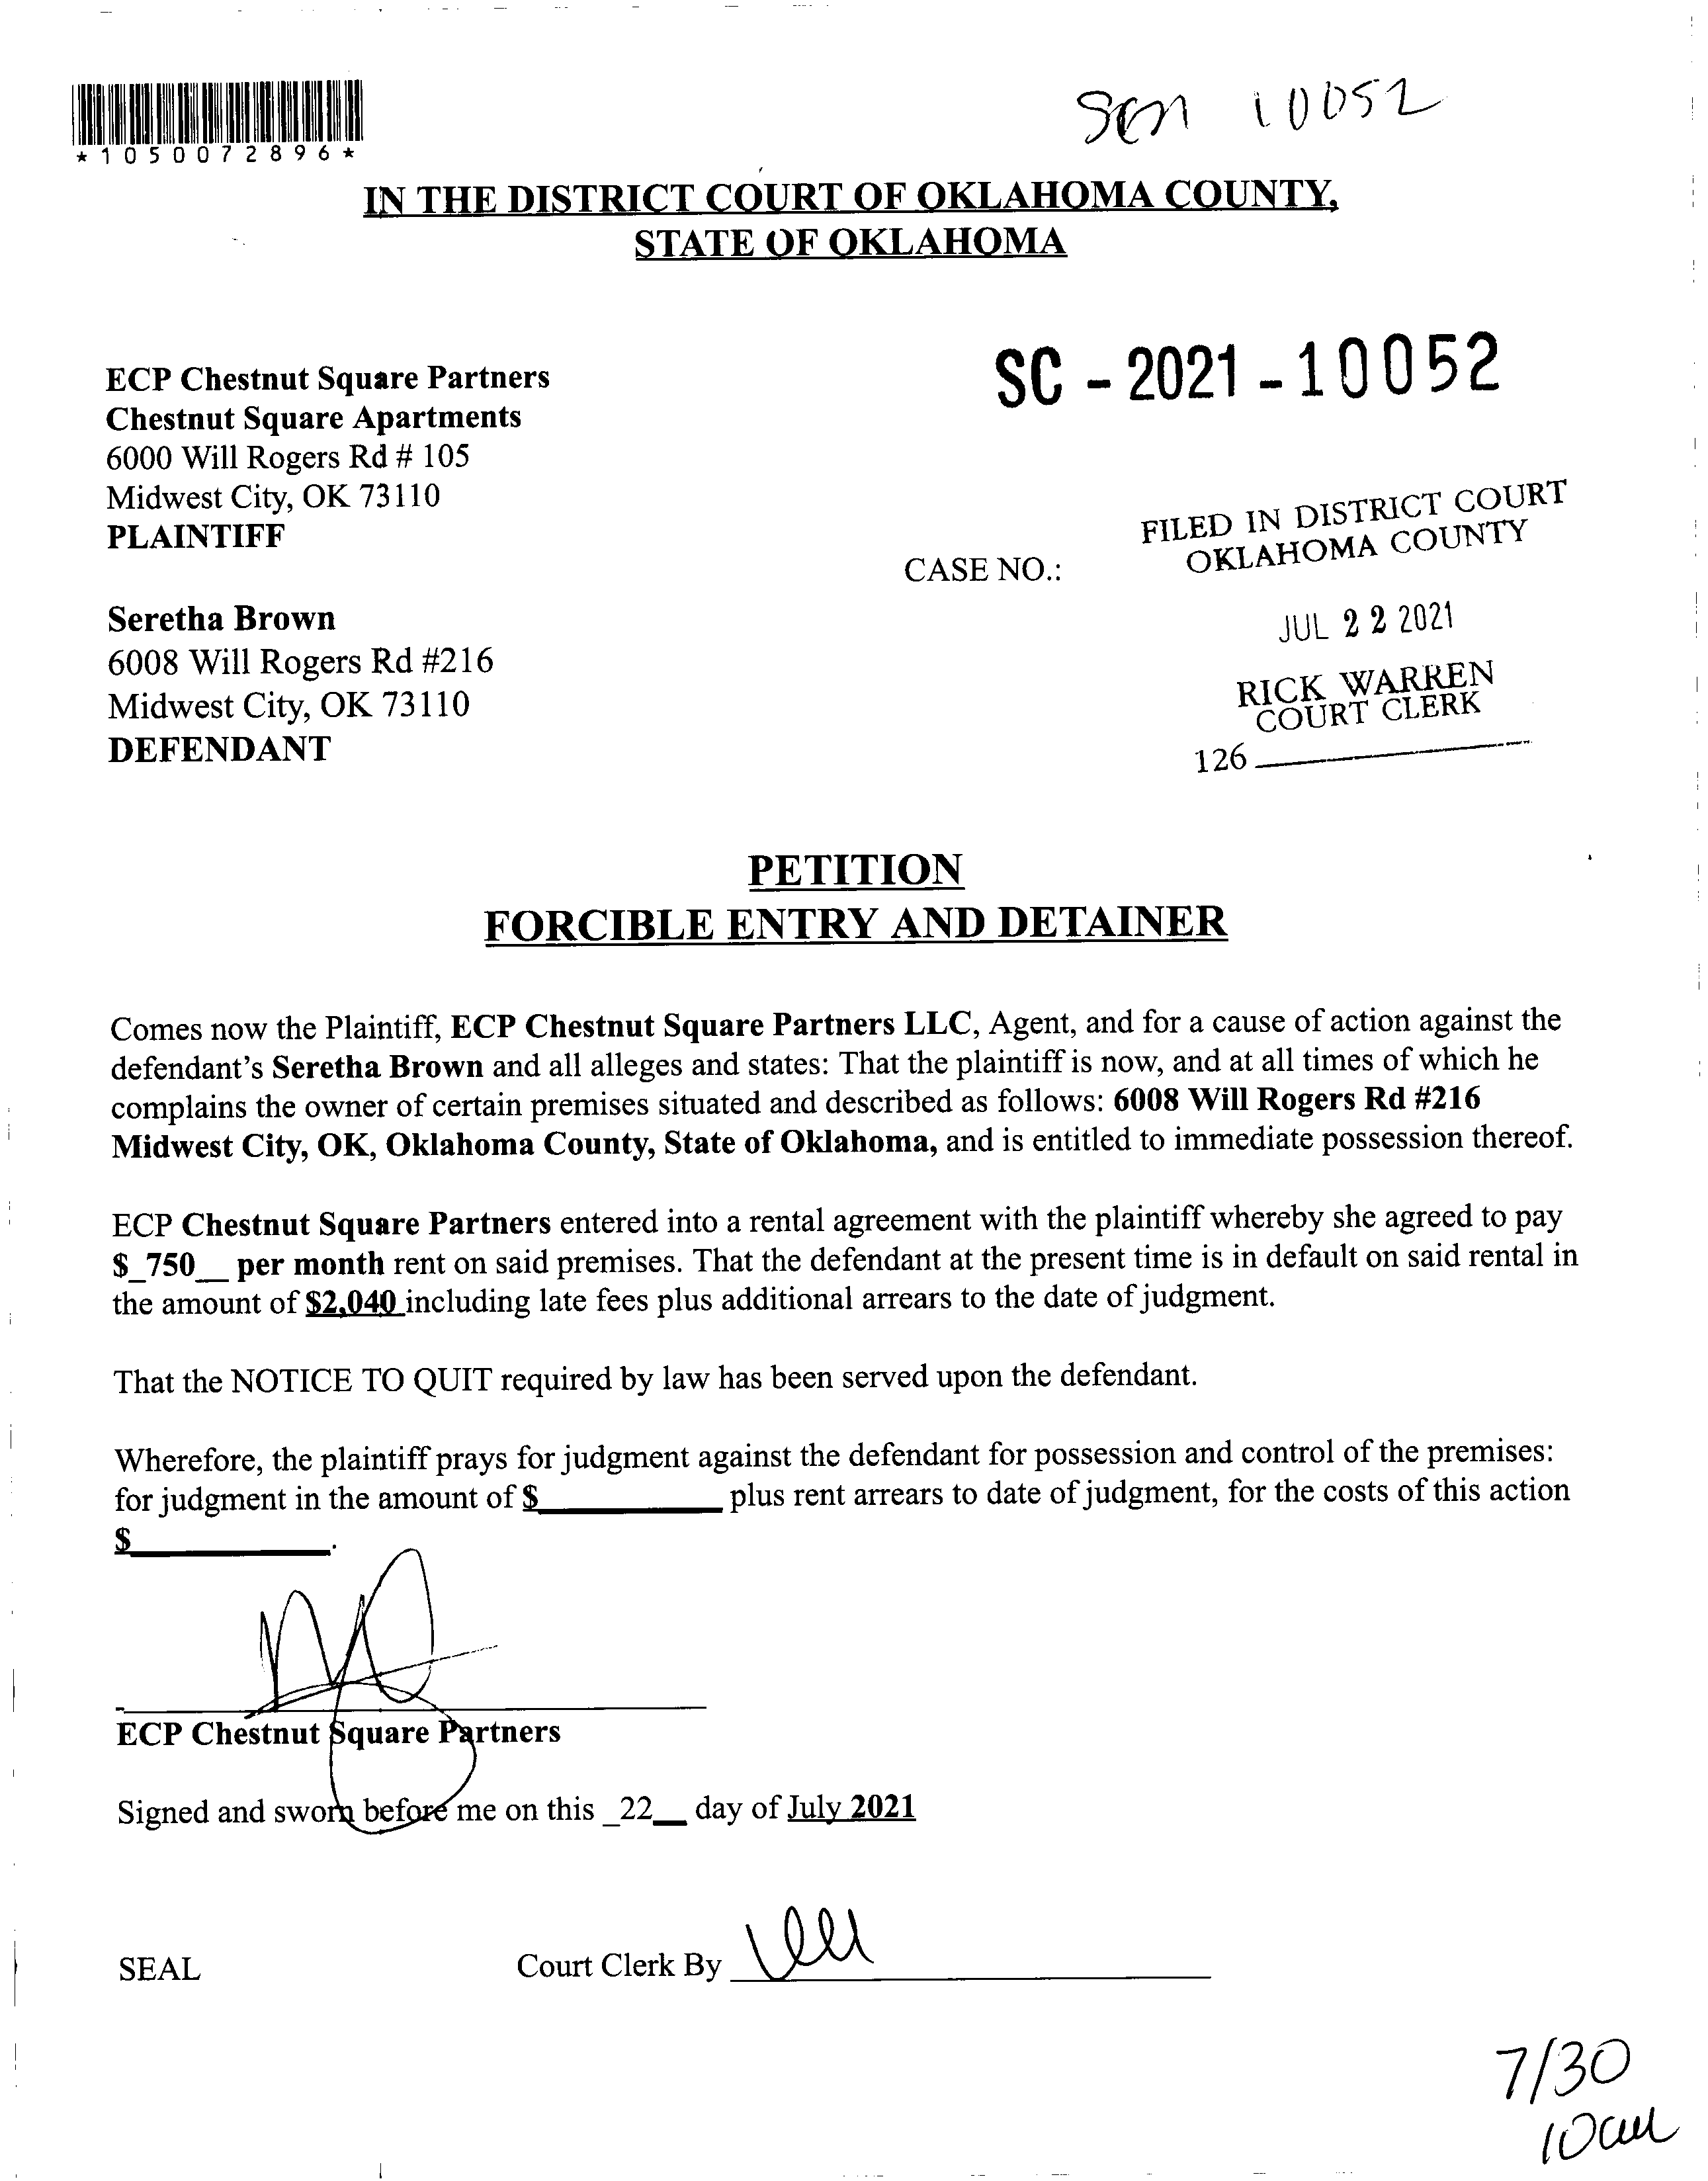 *1050072896*
10052
IN THE DISTRICT COURT OF OKLAHOMA COUNTY,
STATE OF OKLAHOMA
SC - 2021 - 10052
ECP Chestnut Square Partners
Chestnut Square Apartments
6000 Will Rogers Rd # 105
Midwest City, OK 73110
PLAINTIFF
FILED IN DISTRICT COURT
OKLAHOMA COUNTY
CASE NO.:
JUL 22 2021
RICK WARREN
COURT CLERK
126
Seretha Brown
6008 Will Rogers Rd #216
Midwest City, OK 73110
DEFENDANT
PETITION
FORCIBLE ENTRY AND DETAINER
Comes now the Plaintiff, ECP Chestnut Square Partners LLC, Agent, and for a cause of action against the
defendant's Seretha Brown and all alleges and states: That the plaintiff is now, and at all times of which he
complains the owner of certain premises situated and described as follows: 6008 Will Rogers Rd #216
Midwest City, OK, Oklahoma County, State of Oklahoma, and is entitled to immediate possession thereof.
ECP Chestnut Square Partners entered into a rental agreement with the plaintiff whereby she agreed to pay
$_750__ per month rent on said premises. That the defendant at the present time is in default on said rental in
the amount of $2,040 including late fees plus additional arrears to the date of judgment.
That the NOTICE TO QUIT required by law has been served upon the defendant.
Wherefore, the plaintiff prays for judgment against the defendant for possession and control of the premises:
for judgment in the amount of $___________ plus rent arrears to date of judgment, for the costs of this action
$____________.
ECP Chestnut Square Partners
Signed and sworn before me on this _22__ day of July 2021
SEAL
Court Clerk By
7/30
10am